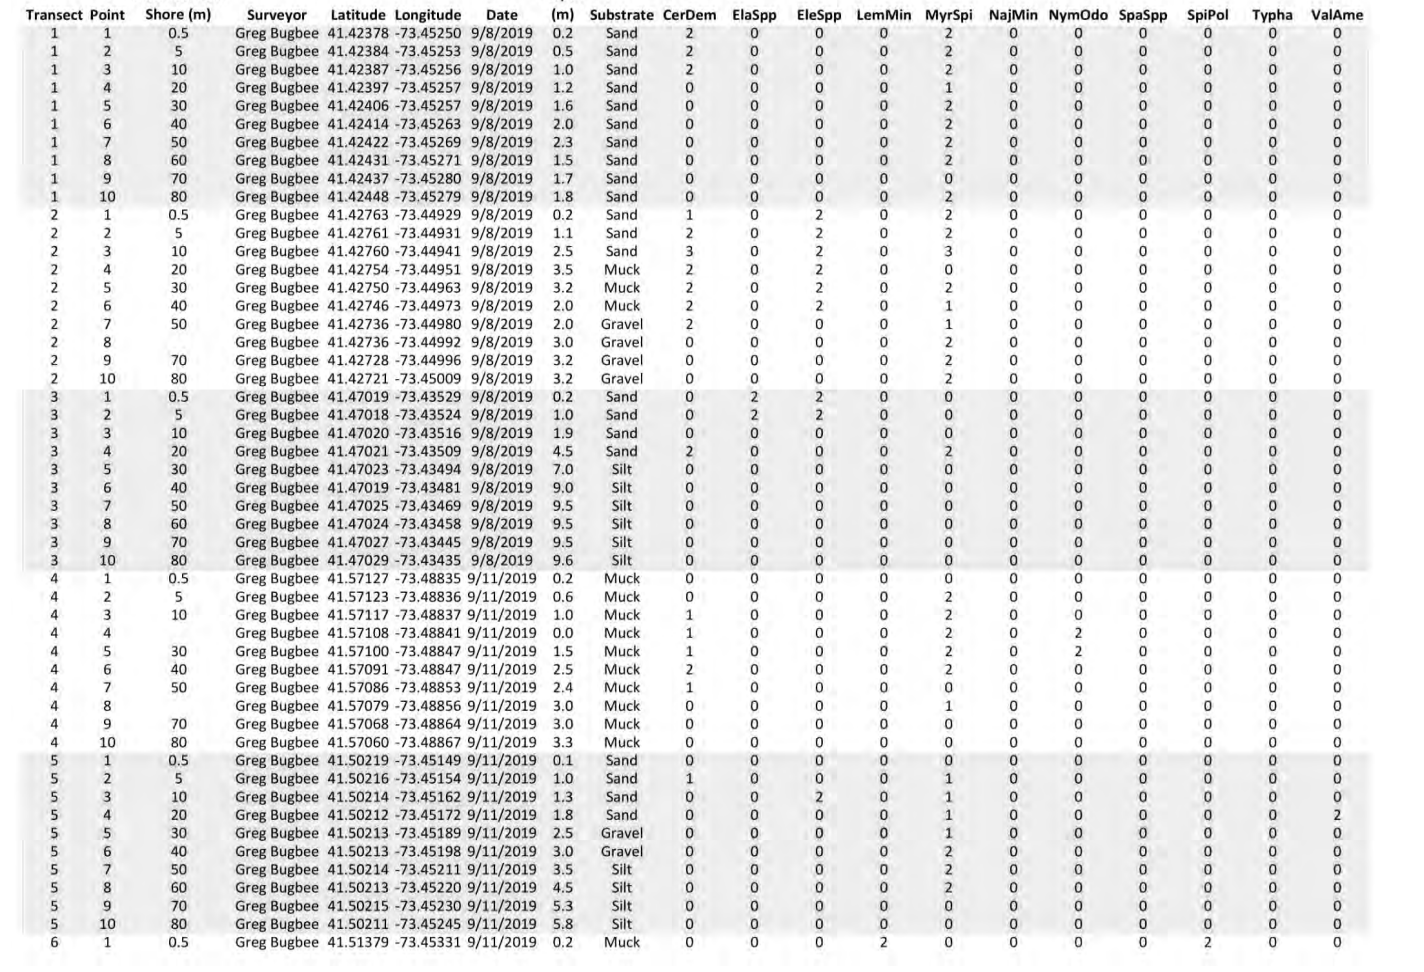 Transect Point Shore (m) Surveyor Latitude Longitude Date (m) Substrate CerDem ElaSpp EleSpp LemMin MyrSpi NajMin NymOdo SpaSpp SpiPol Typha ValAme
1 1 0.5 Greg Bugbee 41.42378 -73.45250 9/8/2019 0.2 Sand 2 0 0 0 2 0 0 0 0 0 0
1 2 5 Greg Bugbee 41.42384 -73.45253 9/8/2019 0.5 Sand 2 0 0 0 2 0 0 0 0 0 0
1 3 10 Greg Bugbee 41.42387 -73.45256 9/8/2019 1.0 Sand 2 0 0 0 2 0 0 0 0 0 0
1 4 20 Greg Bugbee 41.42397 -73.45257 9/8/2019 1.2 Sand 0 0 0 0 1 0 0 0 0 0 0
1 5 30 Greg Bugbee 41.42406 -73.45257 9/8/2019 1.6 Sand 0 0 0 0 2 0 0 0 0 0 0
1 6 40 Greg Bugbee 41.42414 -73.45263 9/8/2019 2.0 Sand 0 0 0 0 2 0 0 0 0 0 0
1 7 50 Greg Bugbee 41.42422 -73.45269 9/8/2019 2.3 Sand 0 0 0 0 2 0 0 0 0 0 0
1 8 60 Greg Bugbee 41.42431 -73.45271 9/8/2019 1.5 Sand 0 0 0 0 2 0 0 0 0 0 0
1 9 70 Greg Bugbee 41.42437 -73.45280 9/8/2019 1.7 Sand 0 0 0 0 0 0 0 0 0 0 0
1 10 80 Greg Bugbee 41.42448 -73.45279 9/8/2019 1.8 Sand 0 0 0 0 2 0 0 0 0 0 0
2 1 0.5 Greg Bugbee 41.42763 -73.44929 9/8/2019 0.2 Sand 1 0 2 0 2 0 0 0 0 0 0
2 2 5 Greg Bugbee 41.42761 -73.44931 9/8/2019 1.1 Sand 2 0 2 0 2 0 0 0 0 0 0
2 3 10 Greg Bugbee 41.42760 -73.44941 9/8/2019 2.5 Sand 3 0 2 0 3 0 0 0 0 0 0
2 4 20 Greg Bugbee 41.42754 -73.44951 9/8/2019 3.5 Muck 2 0 2 0 0 0 0 0 0 0 0
2 5 30 Greg Bugbee 41.42750 -73.44963 9/8/2019 3.2 Muck 2 0 2 0 2 0 0 0 0 0 0
2 6 40 Greg Bugbee 41.42746 -73.44973 9/8/2019 2.0 Muck 2 0 2 0 1 0 0 0 0 0 0
2 7 50 Greg Bugbee 41.42736 -73.44980 9/8/2019 2.0 Gravel 2 0 0 0 1 0 0 0 0 0 0
2 8 Greg Bugbee 41.42736 -73.44992 9/8/2019 3.0 Gravel 0 0 0 0 2 0 0 0 0 0 0
2 9 70 Greg Bugbee 41.42728 -73.44996 9/8/2019 3.2 Gravel 0 0 0 0 2 0 0 0 0 0 0
2 10 80 Greg Bugbee 41.42721 -73.45009 9/8/2019 3.2 Gravel 0 0 0 0 2 0 0 0 0 0 0
3 1 0.5 Greg Bugbee 41.47019 -73.43529 9/8/2019 0.2 Sand 0 2 2 0 0 0 0 0 0 0 0
3 2 5 Greg Bugbee 41.47018 -73.43524 9/8/2019 1.0 Sand 0 2 2 0 0 0 0 0 0 0 0
3 3 10 Greg Bugbee 41.47020 -73.43516 9/8/2019 1.9 Sand 0 0 0 0 0 0 0 0 0 0 0
3 4 20 Greg Bugbee 41.47021 -73.43509 9/8/2019 4.5 Sand 2 0 0 0 2 0 0 0 0 0 0
3 5 30 Greg Bugbee 41.47023 -73.43494 9/8/2019 7.0 Silt 0 0 0 0 0 0 0 0 0 0 0
3 6 40 Greg Bugbee 41.47019 -73.43481 9/8/2019 9.0 Silt 0 0 0 0 0 0 0 0 0 0 0
3 7 50 Greg Bugbee 41.47025 -73.43469 9/8/2019 9.5 Silt 0 0 0 0 0 0 0 0 0 0 0
3 8 60 Greg Bugbee 41.47024 -73.43458 9/8/2019 9.5 Silt 0 0 0 0 0 0 0 0 0 0 0
3 9 70 Greg Bugbee 41.47027 -73.43445 9/8/2019 9.5 Silt 0 0 0 0 0 0 0 0 0 0 0
3 10 80 Greg Bugbee 41.47029 -73.43435 9/8/2019 9.6 Silt 0 0 0 0 0 0 0 0 0 0 0
4 1 0.5 Greg Bugbee 41.57127 -73.48835 9/11/2019 0.2 Muck 0 0 0 0 0 0 0 0 0 0 0
4 2 5 Greg Bugbee 41.57123 -73.48836 9/11/2019 0.6 Muck 0 0 0 0 2 0 0 0 0 0 0
4 3 10 Greg Bugbee 41.57117 -73.48837 9/11/2019 1.0 Muck 1 0 0 0 2 0 0 0 0 0 0
4 4 Greg Bugbee 41.57108 -73.48841 9/11/2019 0.0 Muck 1 0 0 0 2 0 2 0 0 0 0
4 5 30 Greg Bugbee 41.57100 -73.48847 9/11/2019 1.5 Muck 1 0 0 0 2 0 2 0 0 0 0
4 6 40 Greg Bugbee 41.57091 -73.48847 9/11/2019 2.5 Muck 2 0 0 0 2 0 0 0 0 0 0
4 7 50 Greg Bugbee 41.57086 -73.48853 9/11/2019 2.4 Muck 1 0 0 0 0 0 0 0 0 0 0
4 8 Greg Bugbee 41.57079 -73.48856 9/11/2019 3.0 Muck 0 0 0 0 1 0 0 0 0 0 0
4 9 70 Greg Bugbee 41.57068 -73.48864 9/11/2019 3.0 Muck 0 0 0 0 0 0 0 0 0 0 0
4 10 80 Greg Bugbee 41.57060 -73.48867 9/11/2019 3.3 Muck 0 0 0 0 0 0 0 0 0 0 0
5 1 0.5 Greg Bugbee 41.50219 -73.45149 9/11/2019 0.1 Sand 0 0 0 0 0 0 0 0 0 0 0
5 2 5 Greg Bugbee 41.50216 -73.45154 9/11/2019 1.0 Sand 1 0 0 0 1 0 0 0 0 0 0
5 3 10 Greg Bugbee 41.50214 -73.45162 9/11/2019 1.3 Sand 0 0 2 0 1 0 0 0 0 0 0
5 4 20 Greg Bugbee 41.50212 -73.45172 9/11/2019 1.8 Sand 0 0 0 0 1 0 0 0 0 0 2
5 5 30 Greg Bugbee 41.50213 -73.45189 9/11/2019 2.5 Gravel 0 0 0 0 1 0 0 0 0 0 0
5 6 40 Greg Bugbee 41.50213 -73.45198 9/11/2019 3.0 Gravel 0 0 0 0 2 0 0 0 0 0 0
5 7 50 Greg Bugbee 41.50214 -73.45211 9/11/2019 3.5 Silt 0 0 0 0 2 0 0 0 0 0 0
5 8 60 Greg Bugbee 41.50213 -73.45220 9/11/2019 4.5 Silt 0 0 0 0 2 0 0 0 0 0 0
5 9 70 Greg Bugbee 41.50215 -73.45230 9/11/2019 5.3 Silt 0 0 0 0 0 0 0 0 0 0 0
5 10 80 Greg Bugbee 41.50211 -73.45245 9/11/2019 5.8 Silt 0 0 0 0 0 0 0 0 0 0 0
6 1 0.5 Greg Bugbee 41.51379 -73.45331 9/11/2019 0.2 Muck 0 0 0 2 0 0 0 0 2 0 0